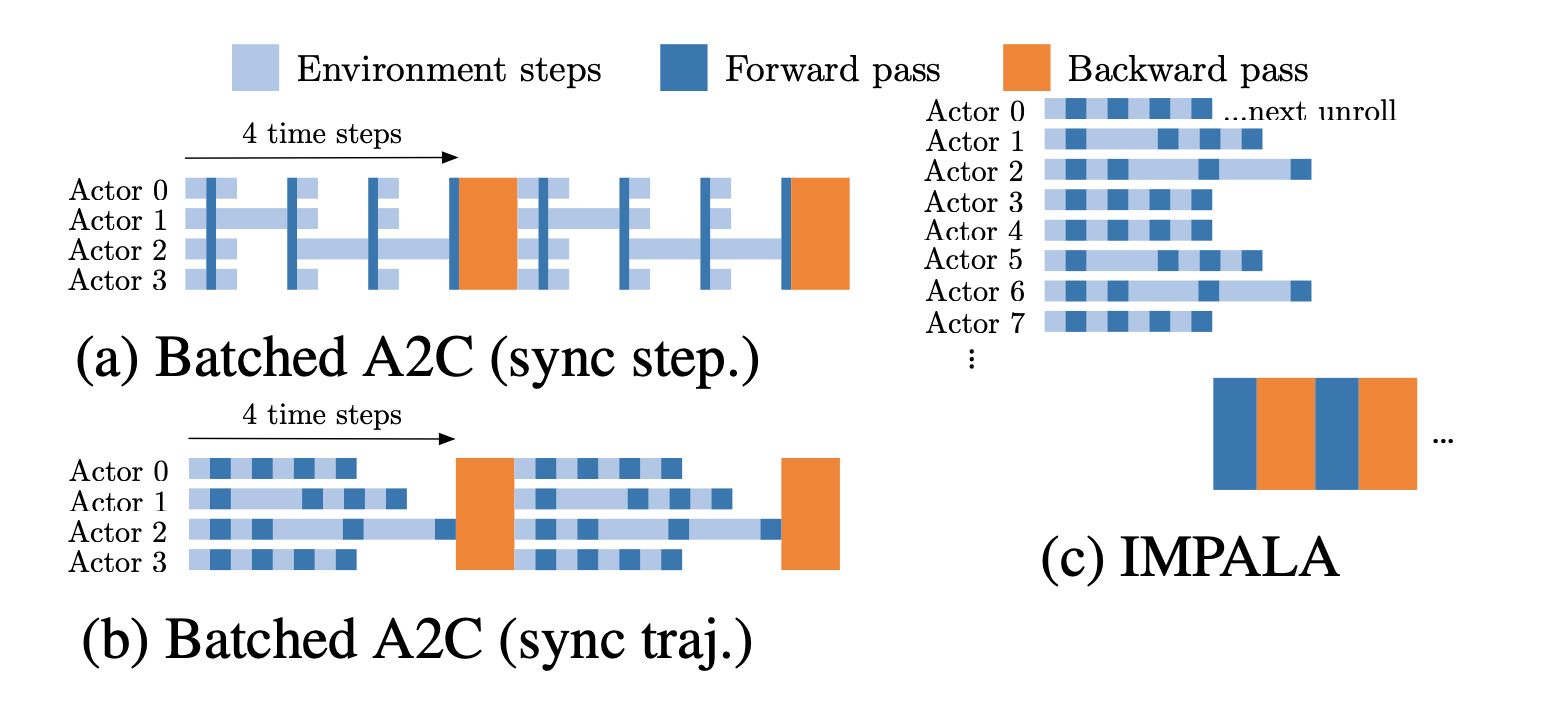 Environment steps Forward pass Backward pass
4 time steps
Actor 0
Actor 1
Actor 2
Actor 3
(a) Batched A2C (sync step.)
4 time steps
Actor 0
Actor 1
Actor 2
Actor 3
(b) Batched A2C (sync traj.)
Actor 0 ...next unroll
Actor 1
Actor 2
Actor 3
Actor 4
Actor 5
Actor 6
Actor 7
⋮
...
(c) IMPALA